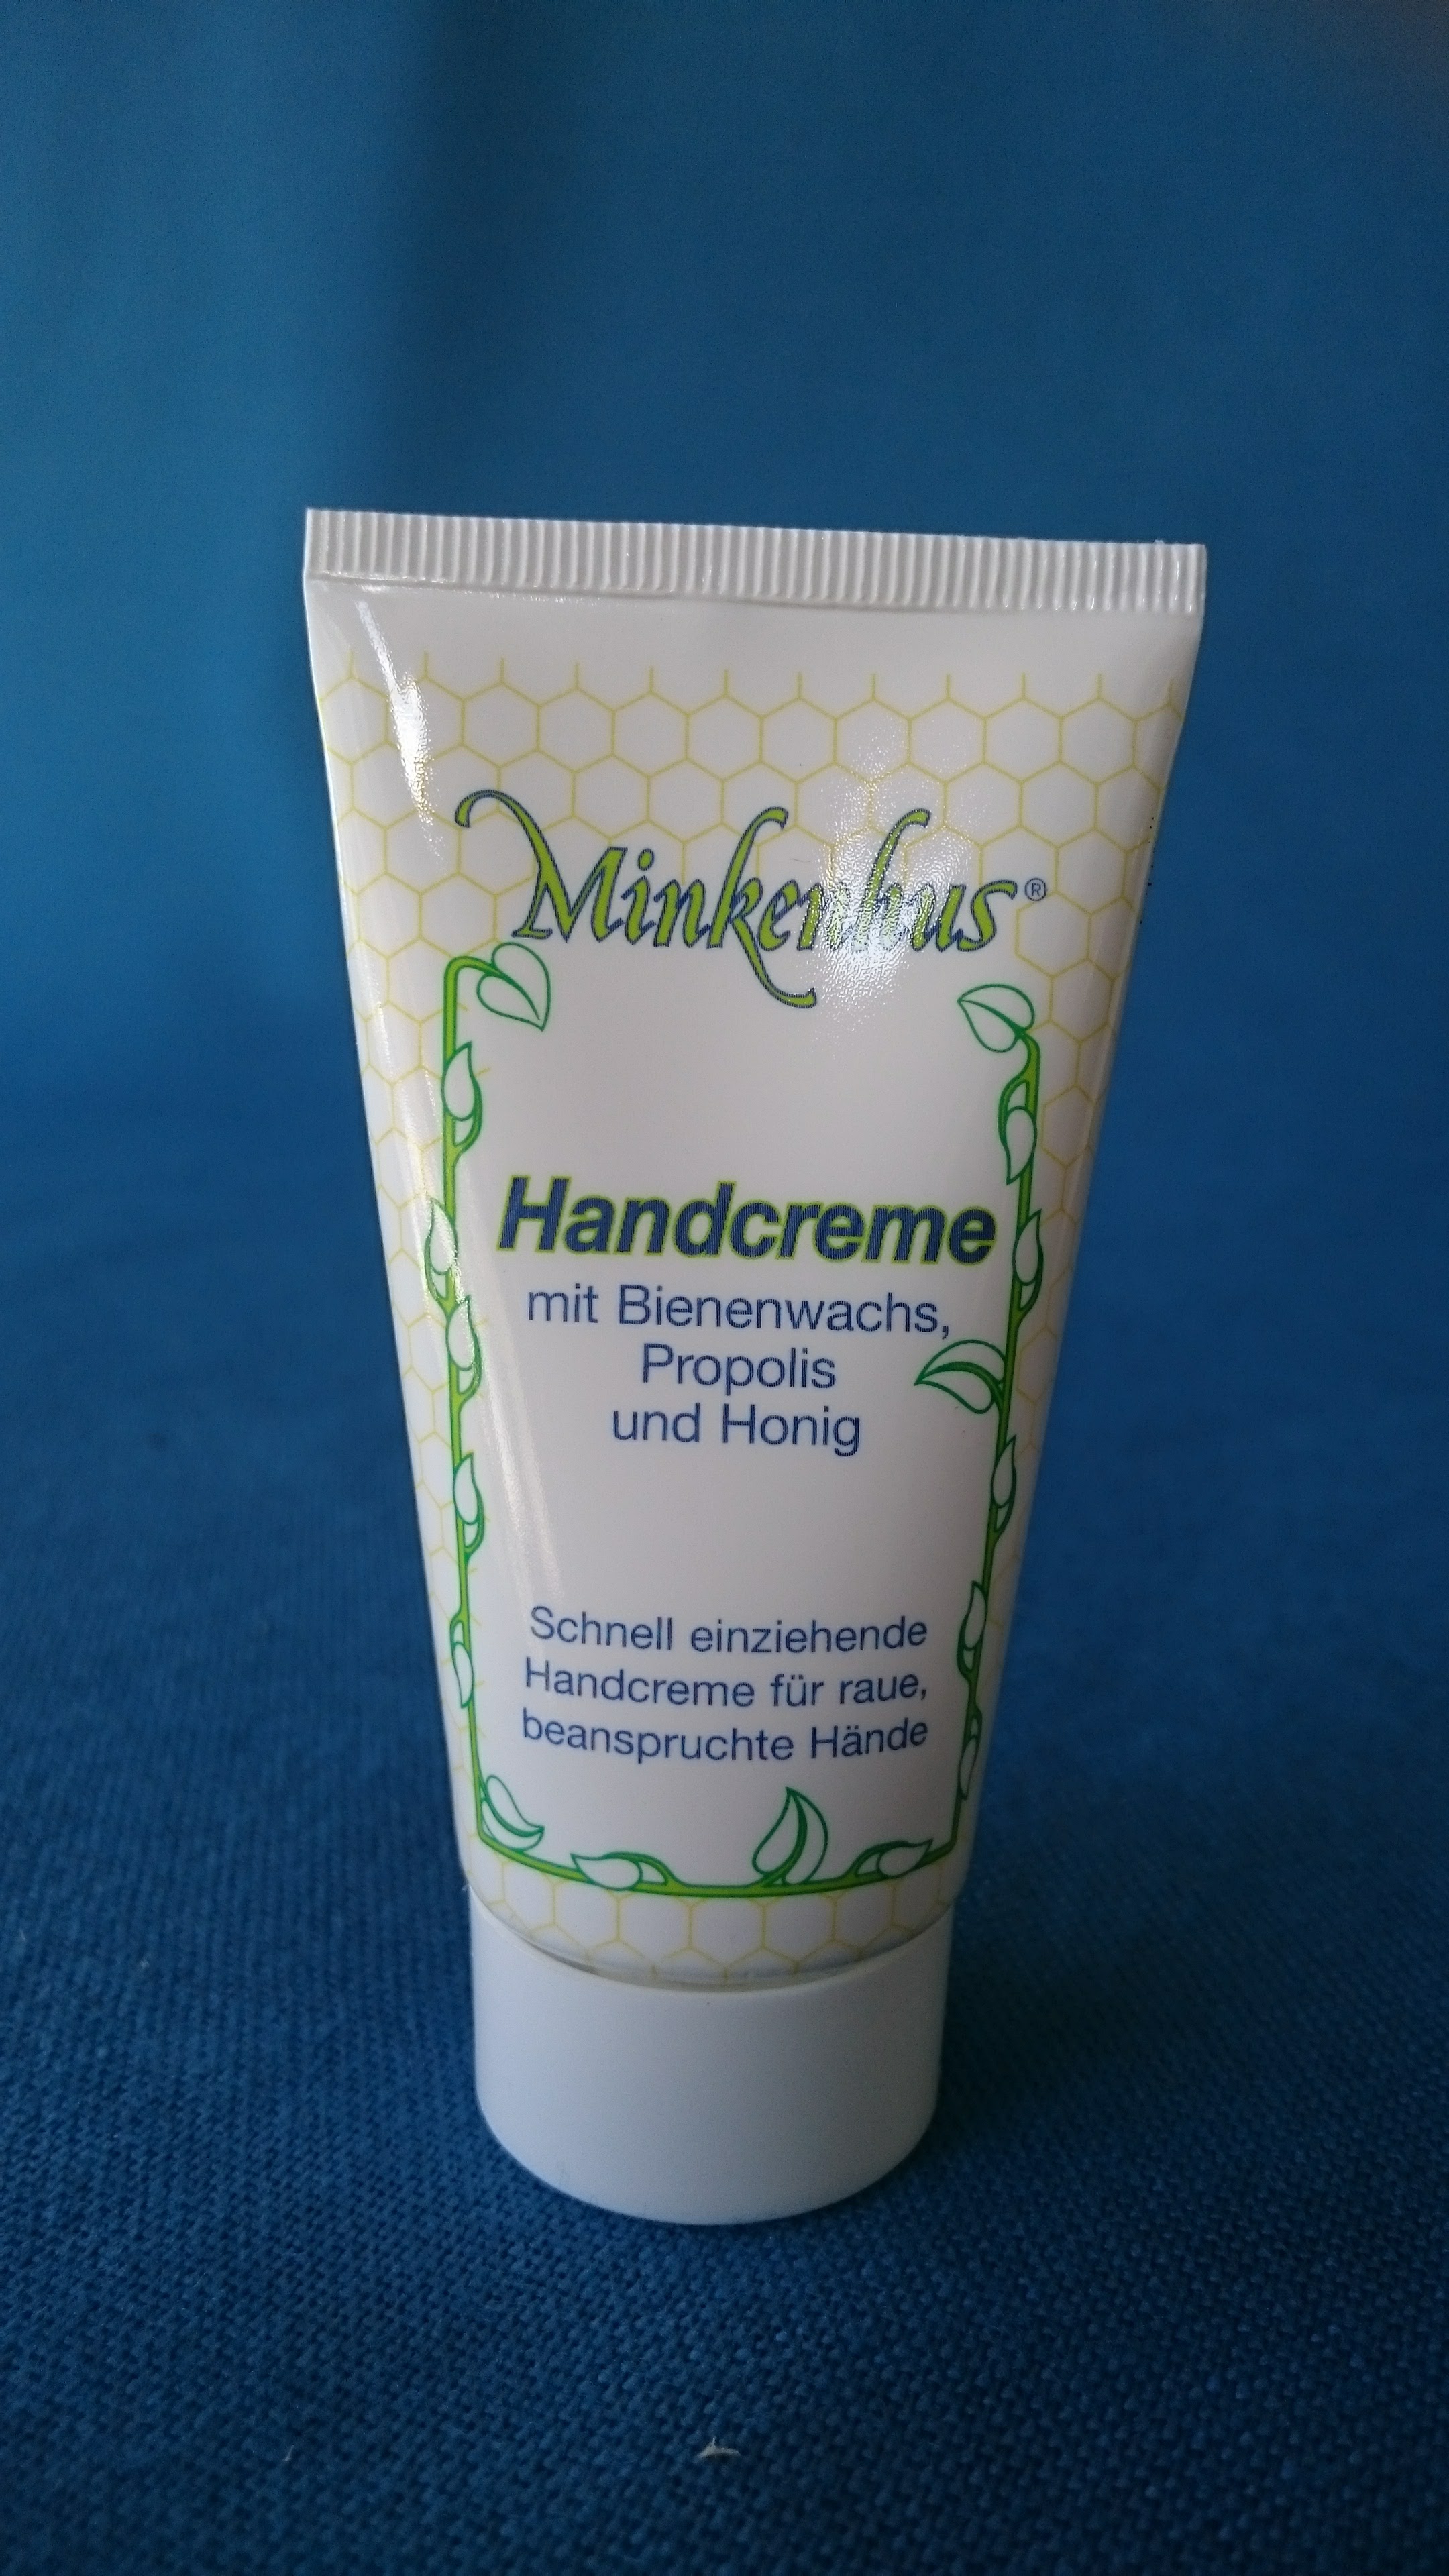 Minkenhus®
Handcreme
mit Bienenwachs,
Propolis
und Honig
Schnell einziehende
Handcreme für raue,
beanspruchte Hände